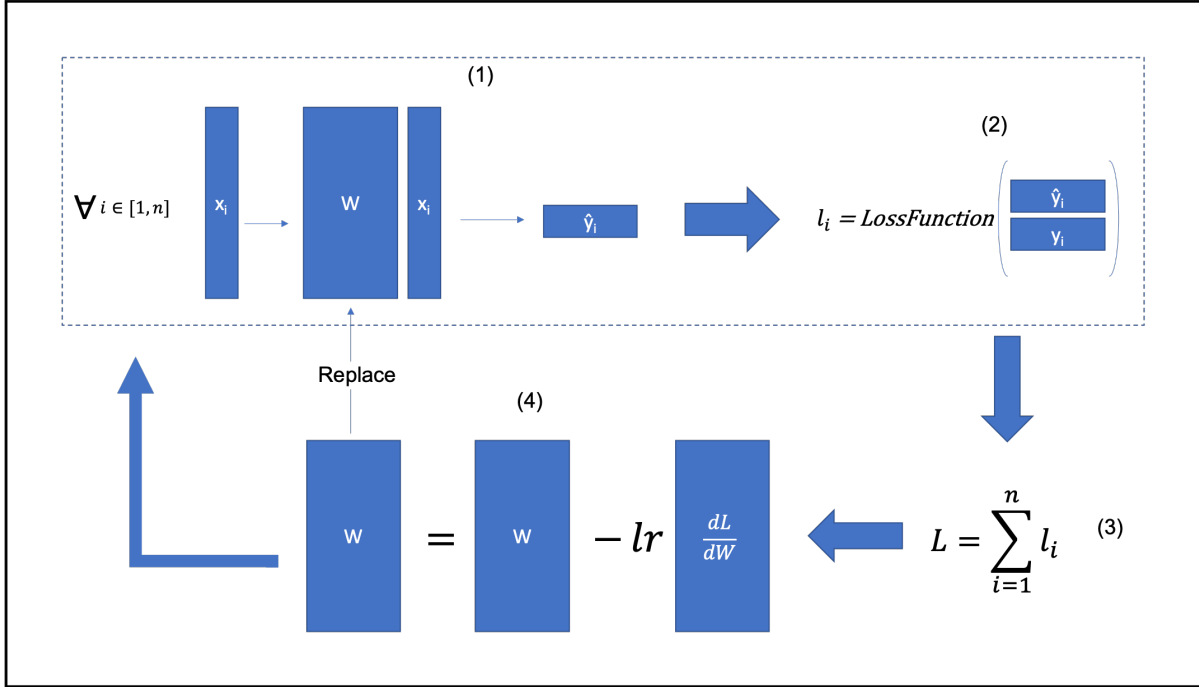 (1)
(2)
∀ i ∈ [1, n]
xᵢ
W
xᵢ
ŷᵢ
lᵢ = LossFunction
ŷᵢ
yᵢ
Replace
(4)
W
=
W
− lr
dL
dW
L = ∑ lᵢ
n
i=1
(3)